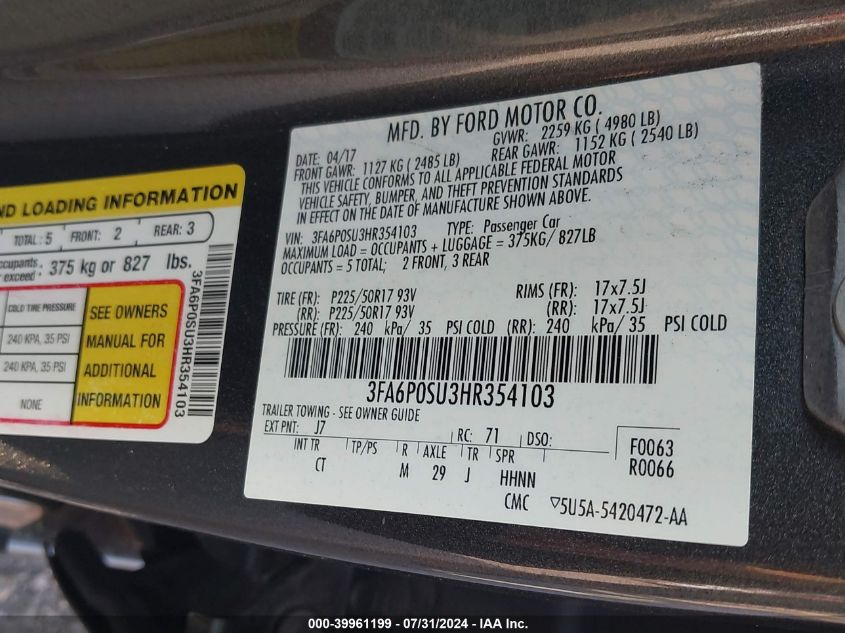 ND LOADING INFORMATION
TOTAL: 5 FRONT: 2 REAR: 3
ccupants
exceed: 375 kg or 827 lbs.
COLD TIRE PRESSURE
240 KPA, 35 PSI
240 KPA, 35 PSI
NONE
SEE OWNERS
MANUAL FOR
ADDITIONAL
INFORMATION
3FA6P0SU3HR354103
MFD. BY FORD MOTOR CO.
DATE: 04/17 GVWR: 2259 KG ( 4980 LB)
FRONT GAWR: 1127 KG ( 2485 LB) REAR GAWR: 1152 KG ( 2540 LB)
THIS VEHICLE CONFORMS TO ALL APPLICABLE FEDERAL MOTOR
VEHICLE SAFETY, BUMPER, AND THEFT PREVENTION STANDARDS
IN EFFECT ON THE DATE OF MANUFACTURE SHOWN ABOVE.
VIN: 3FA6P0SU3HR354103 TYPE: Passenger Car
MAXIMUM LOAD = OCCUPANTS + LUGGAGE = 375KG/ 827LB
OCCUPANTS = 5 TOTAL; 2 FRONT, 3 REAR
TIRE (FR): P225/50R17 93V RIMS (FR): 17x7.5J
(RR): P225/50R17 93V (RR): 17x7.5J
PRESSURE (FR): 240 kPa/ 35 PSI COLD (RR): 240 kPa/ 35 PSI COLD
3FA6P0SU3HR354103
TRAILER TOWING - SEE OWNER GUIDE
EXT PNT: J7 RC: 71 DSO: F0063
INT TR TP/PS R AXLE TR SPR R0066
CT M 29 J HHNN
CMC ▽5U5A-5420472-AA
000-39961199 / 07/31/2024 - IAA Inc.